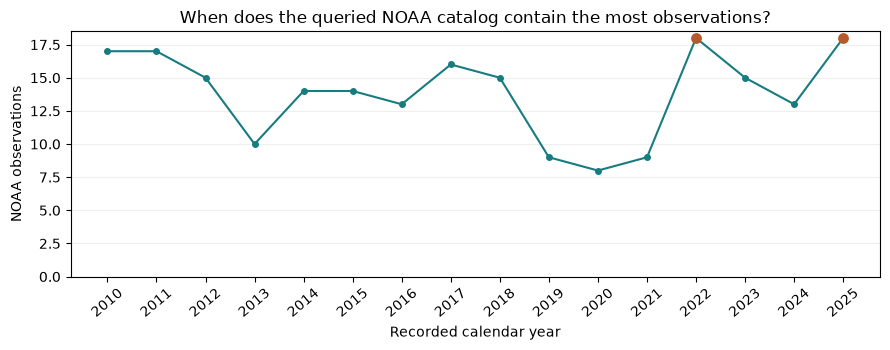 When does the queried NOAA catalog contain the most observations?
NOAA observations
17.5
15.0
12.5
10.0
7.5
5.0
2.5
0.0
2010 2011 2012 2013 2014 2015 2016 2017 2018 2019 2020 2021 2022 2023 2024 2025
Recorded calendar year